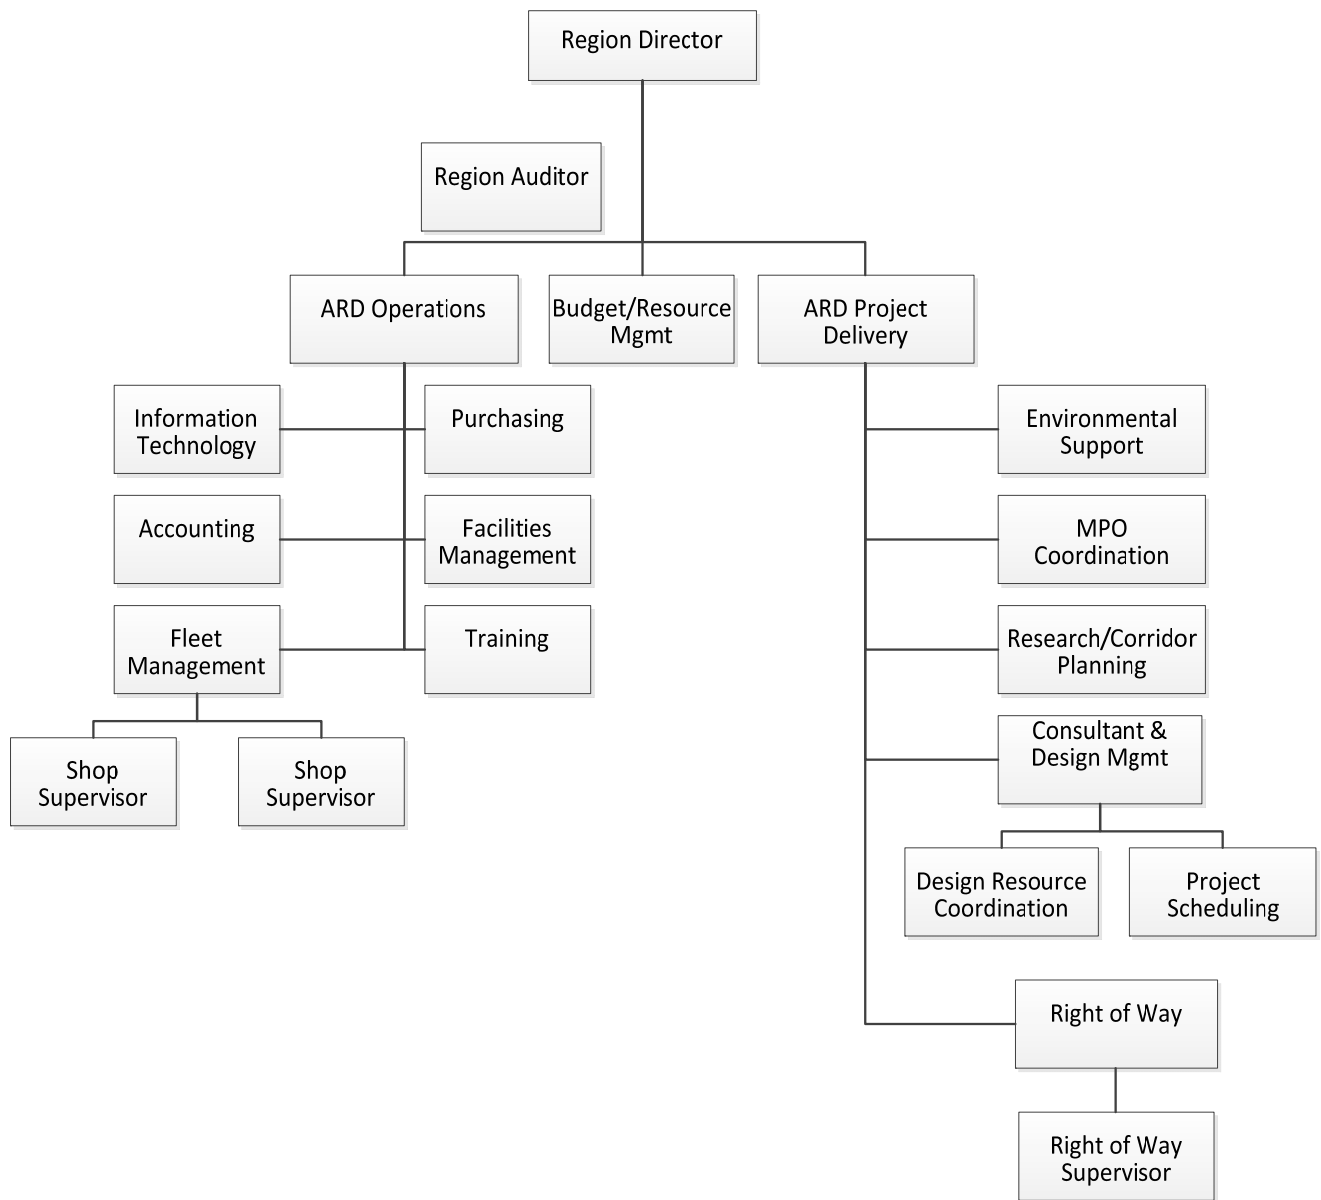 Region Director
Region Auditor
ARD Operations
Budget/Resource
Mgmt
ARD Project
Delivery
Information
Technology
Purchasing
Environmental
Support
Accounting
Facilities
Management
MPO
Coordination
Fleet
Management
Training
Research/Corridor
Planning
Consultant &
Design Mgmt
Shop
Supervisor
Shop
Supervisor
Design Resource
Coordination
Project
Scheduling
Right of Way
Right of Way
Supervisor